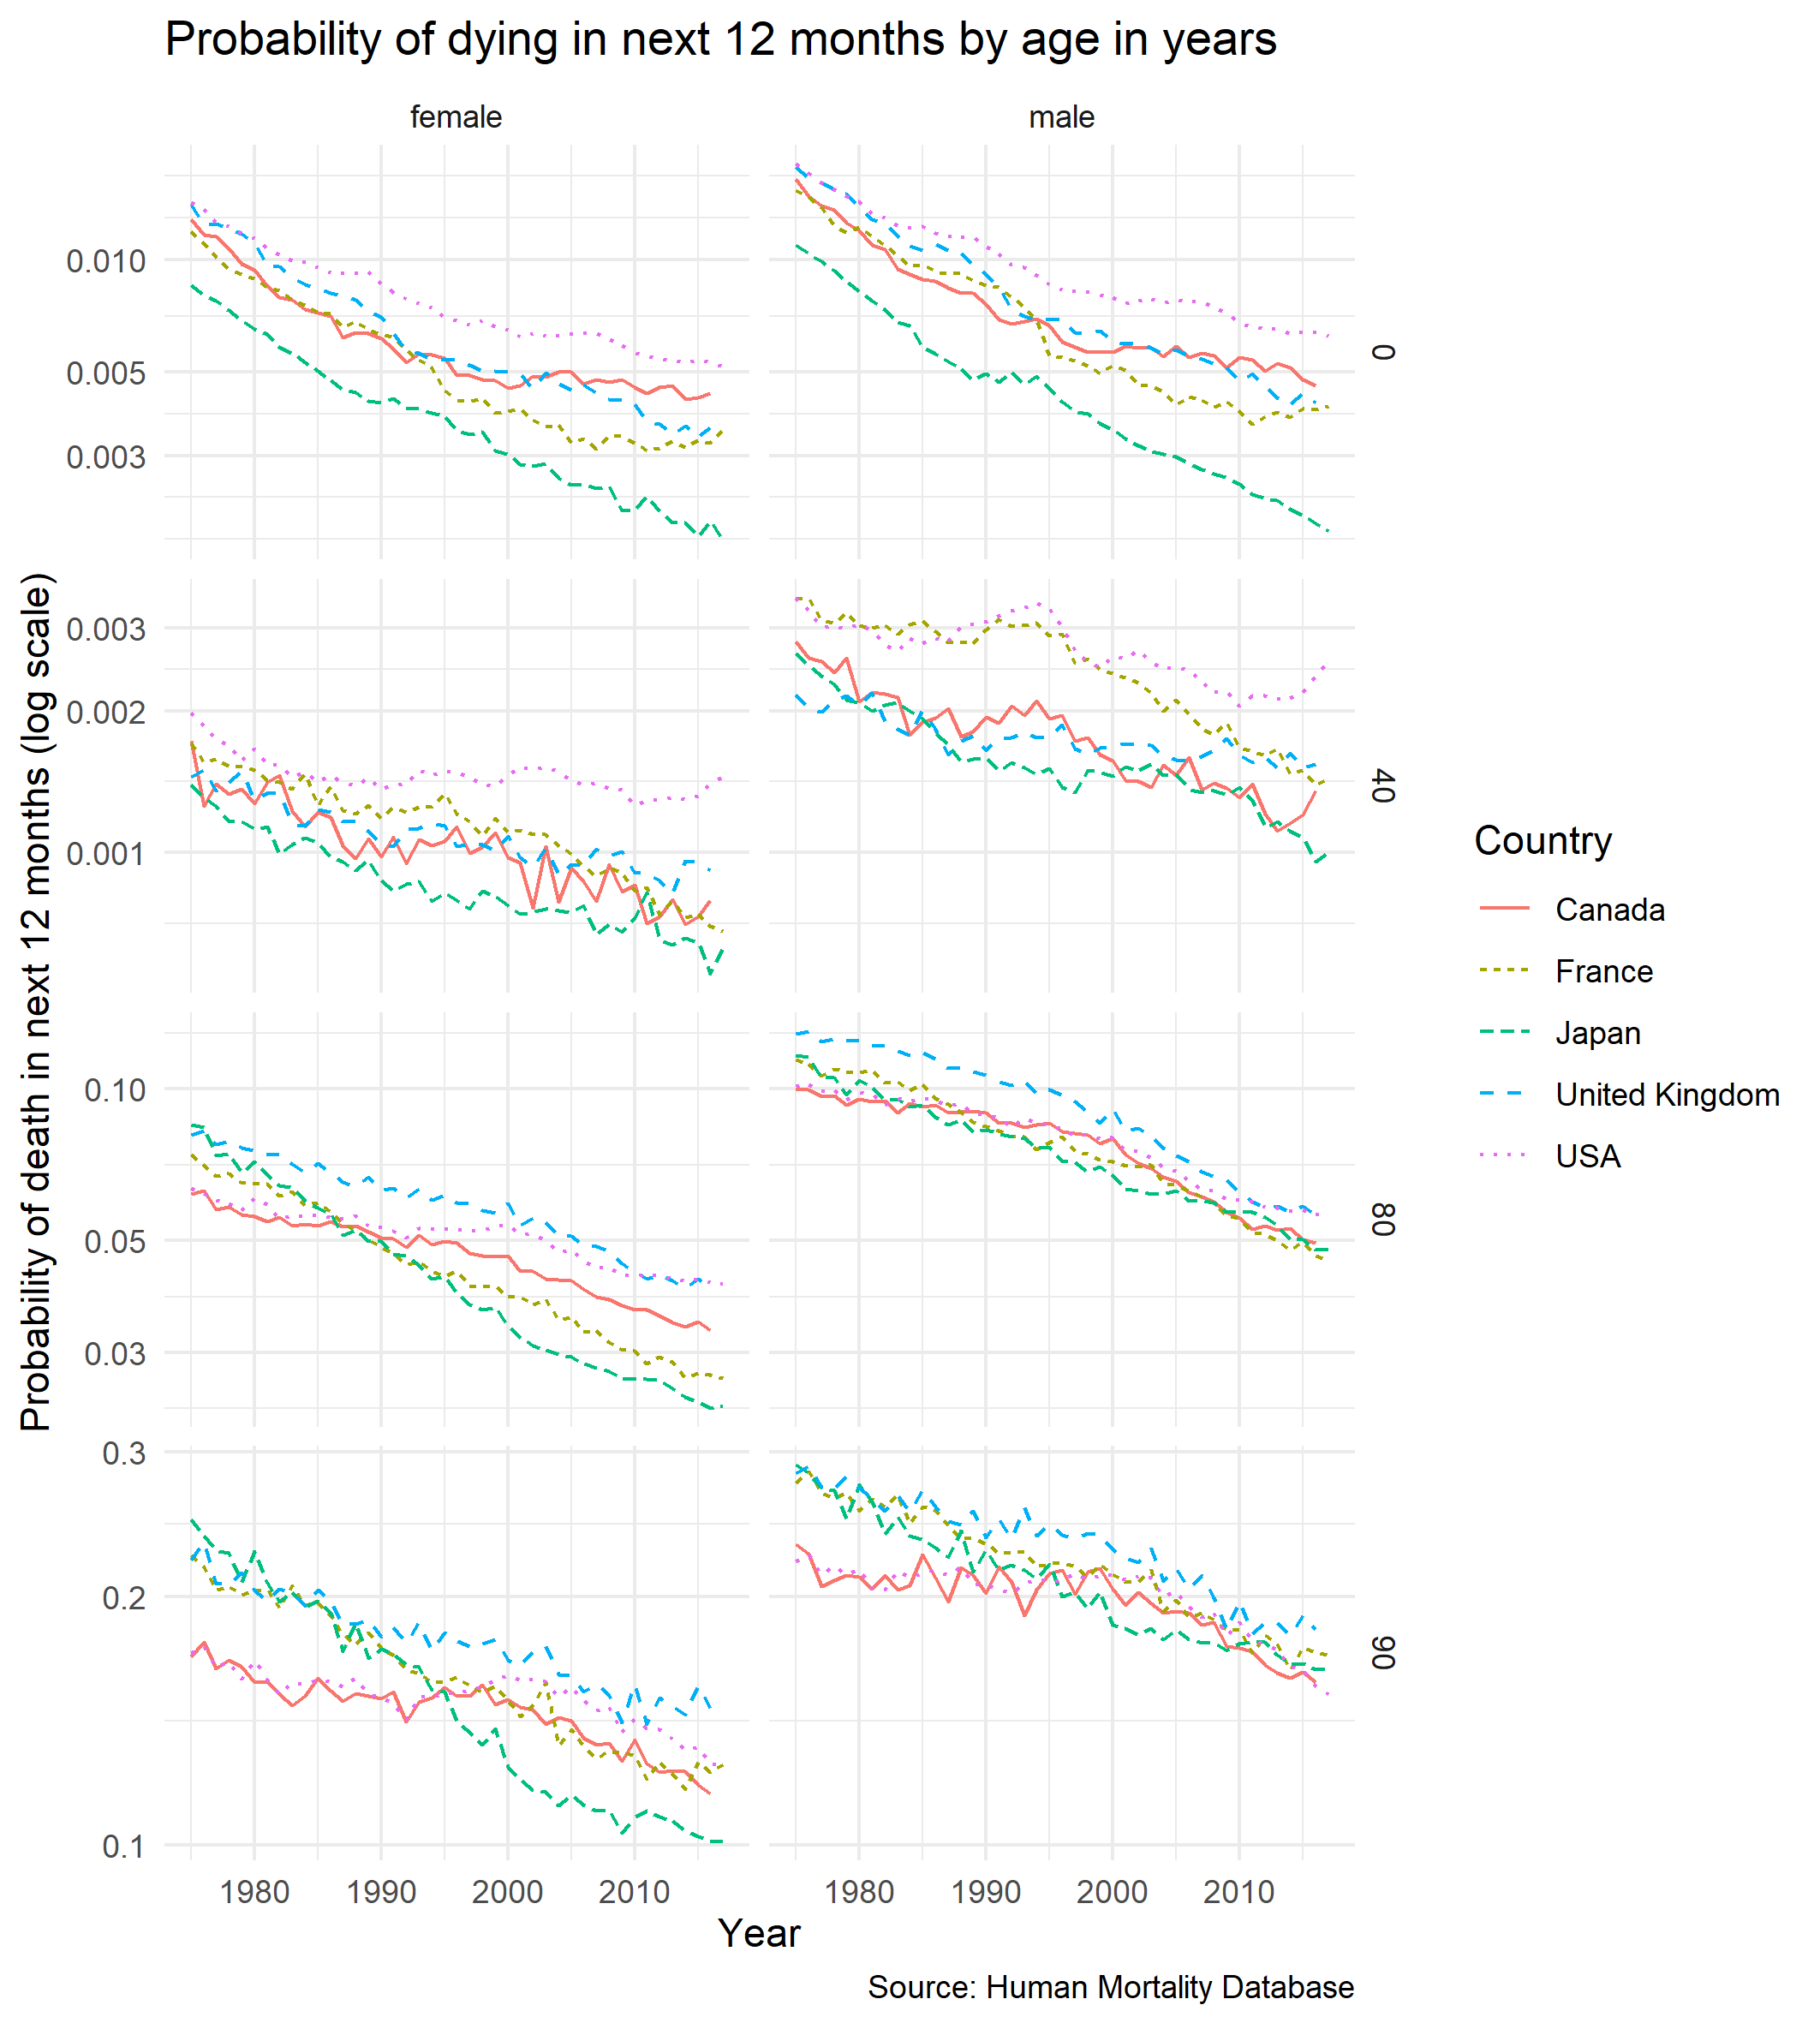 Probability of dying in next 12 months by age in years
female
male
0.010
0.005
0.003
0
0.003
0.002
0.001
40
0.10
0.05
0.03
80
0.3
0.2
0.1
90
Probability of death in next 12 months (log scale)
1980 1990 2000 2010
1980 1990 2000 2010
Year
Country
Canada
France
Japan
United Kingdom
USA
Source: Human Mortality Database